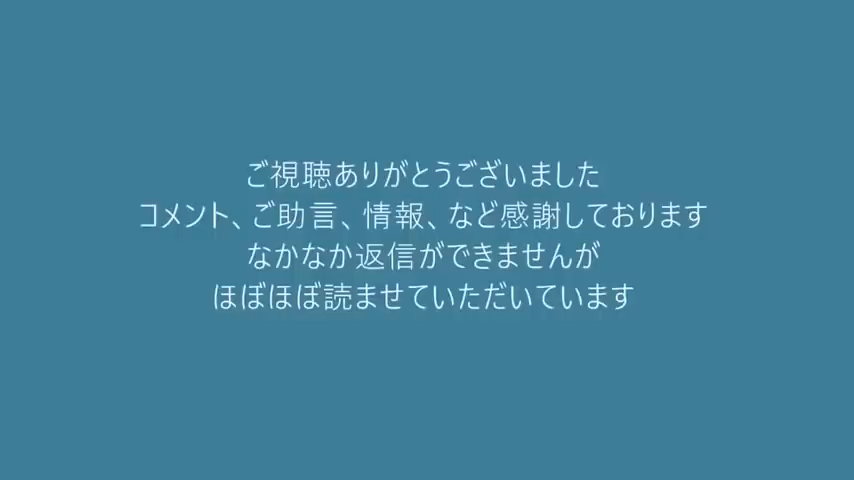 ご視聴ありがとうございました
コメント、ご助言、情報、など感謝しております
なかなか返信ができませんが
ほぼほぼ読ませていただいています